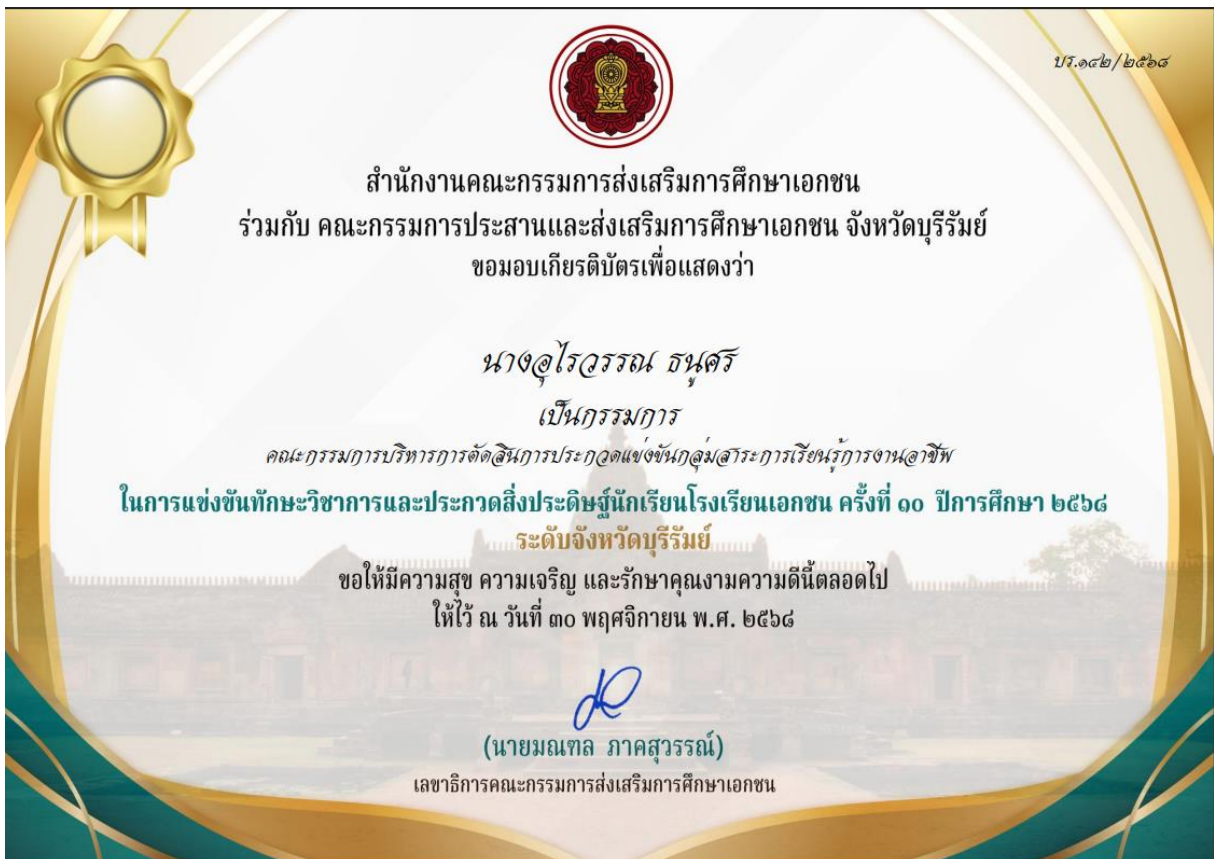 บร.๑๔๒/๒๕๖๘
สำนักงานคณะกรรมการส่งเสริมการศึกษาเอกชน
ร่วมกับ คณะกรรมการประสานและส่งเสริมการศึกษาเอกชน จังหวัดบุรีรัมย์
ขอมอบเกียรติบัตรเพื่อแสดงว่า
นางอุไรวรรณ ธนูศรี
เป็นกรรมการ
คณะกรรมการบริหารการตัดสินการประกวดแข่งขันกลุ่มสาระการเรียนรู้การงานอาชีพ
ในการแข่งขันทักษะวิชาการและประกวดสิ่งประดิษฐ์นักเรียนโรงเรียนเอกชน ครั้งที่ ๑๐ ปีการศึกษา ๒๕๖๘
ระดับจังหวัดบุรีรัมย์
ขอให้มีความสุข ความเจริญ และรักษาคุณงามความดีนี้ตลอดไป
ให้ไว้ ณ วันที่ ๓๐ พฤศจิกายน พ.ศ. ๒๕๖๘
(นายมณฑล ภาคสุวรรณ์)
เลขาธิการคณะกรรมการส่งเสริมการศึกษาเอกชน